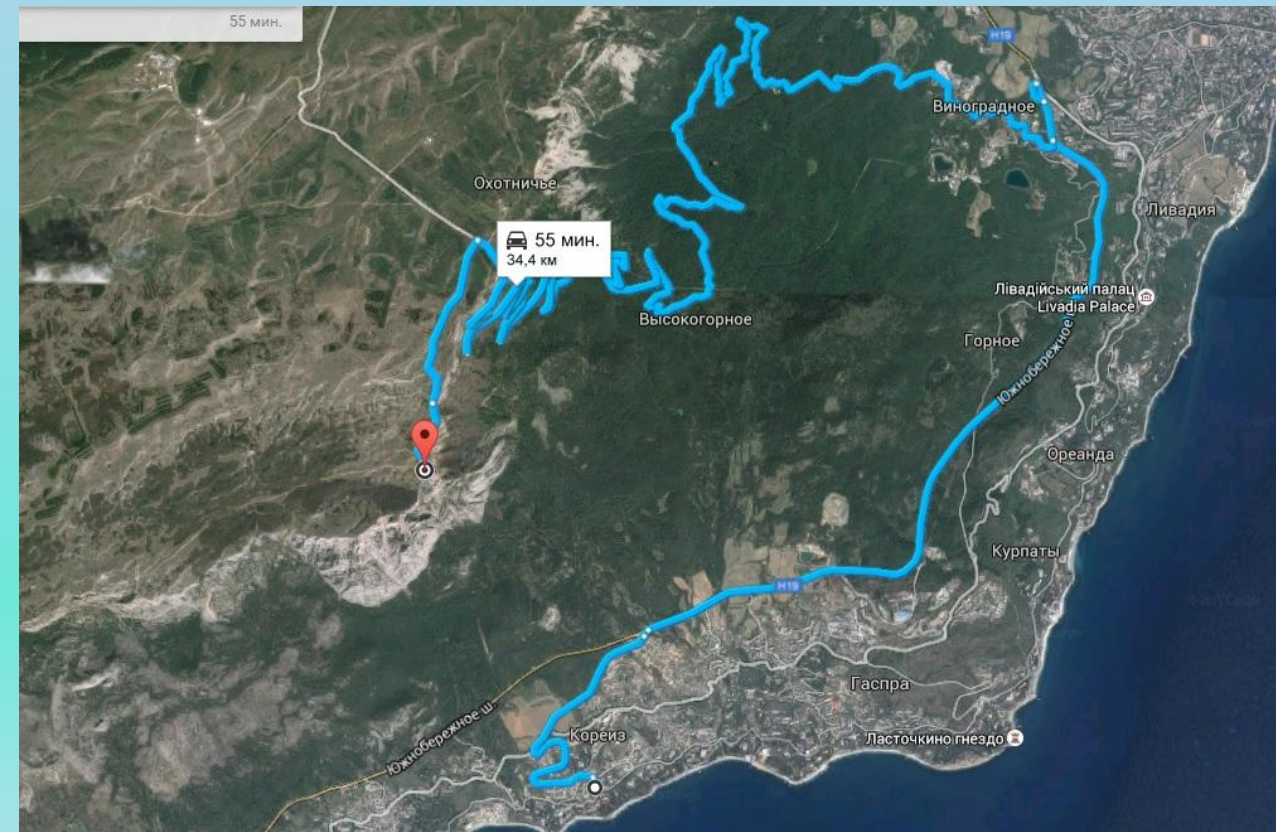 55 мин.
H19
Виноградное
Охотничье
Ливадия
55 мин.
34,4 км
Лівадійський палац
Livadia Palace
Высокогорное
Горное
Южнобережное
Ореанда
Курпаты
H19
Гаспра
Кореиз
Ласточкино гнездо
Южнобережное ш.